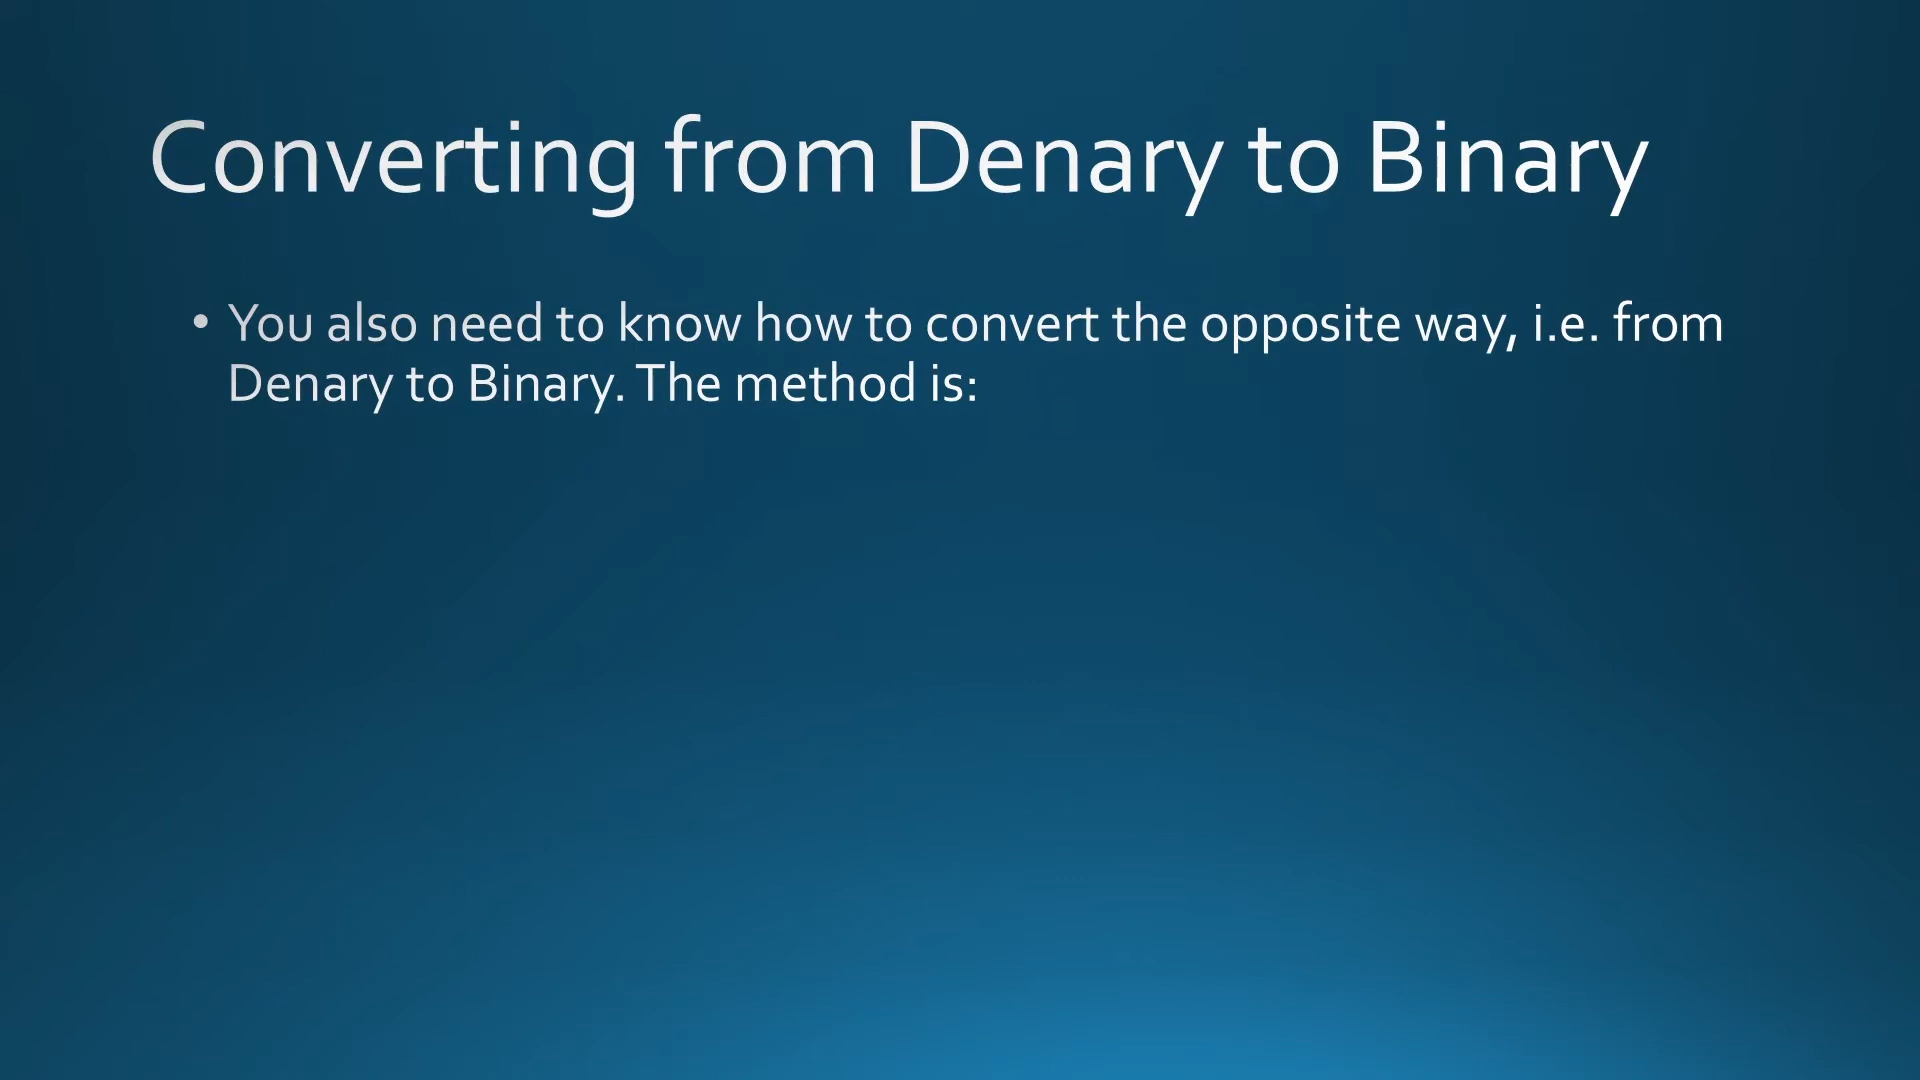 Converting from Denary to Binary
• You also need to know how to convert the opposite way, i.e. from
Denary to Binary. The method is: